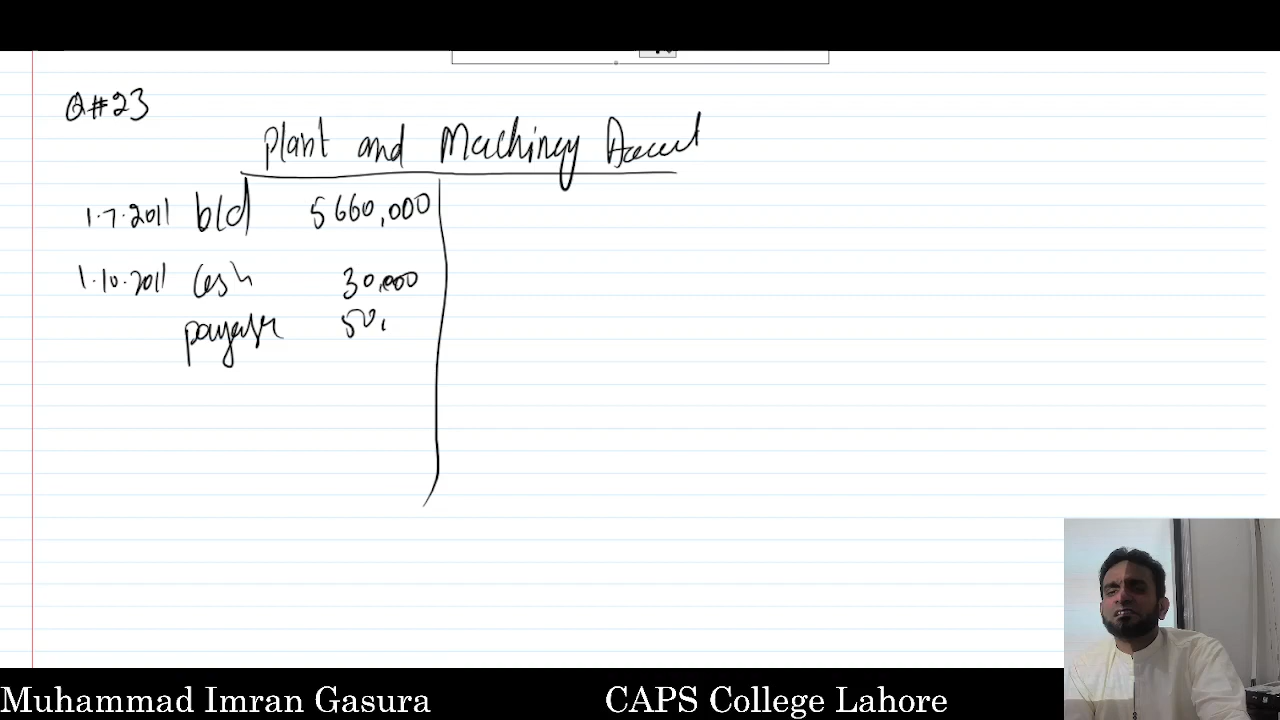 Q#23
Plant and Machinery Account
1.7.2011 b/d 5660,000
1.10.2011 Cash 30,000
payable 50,
Muhammad Imran Gasura CAPS College Lahore